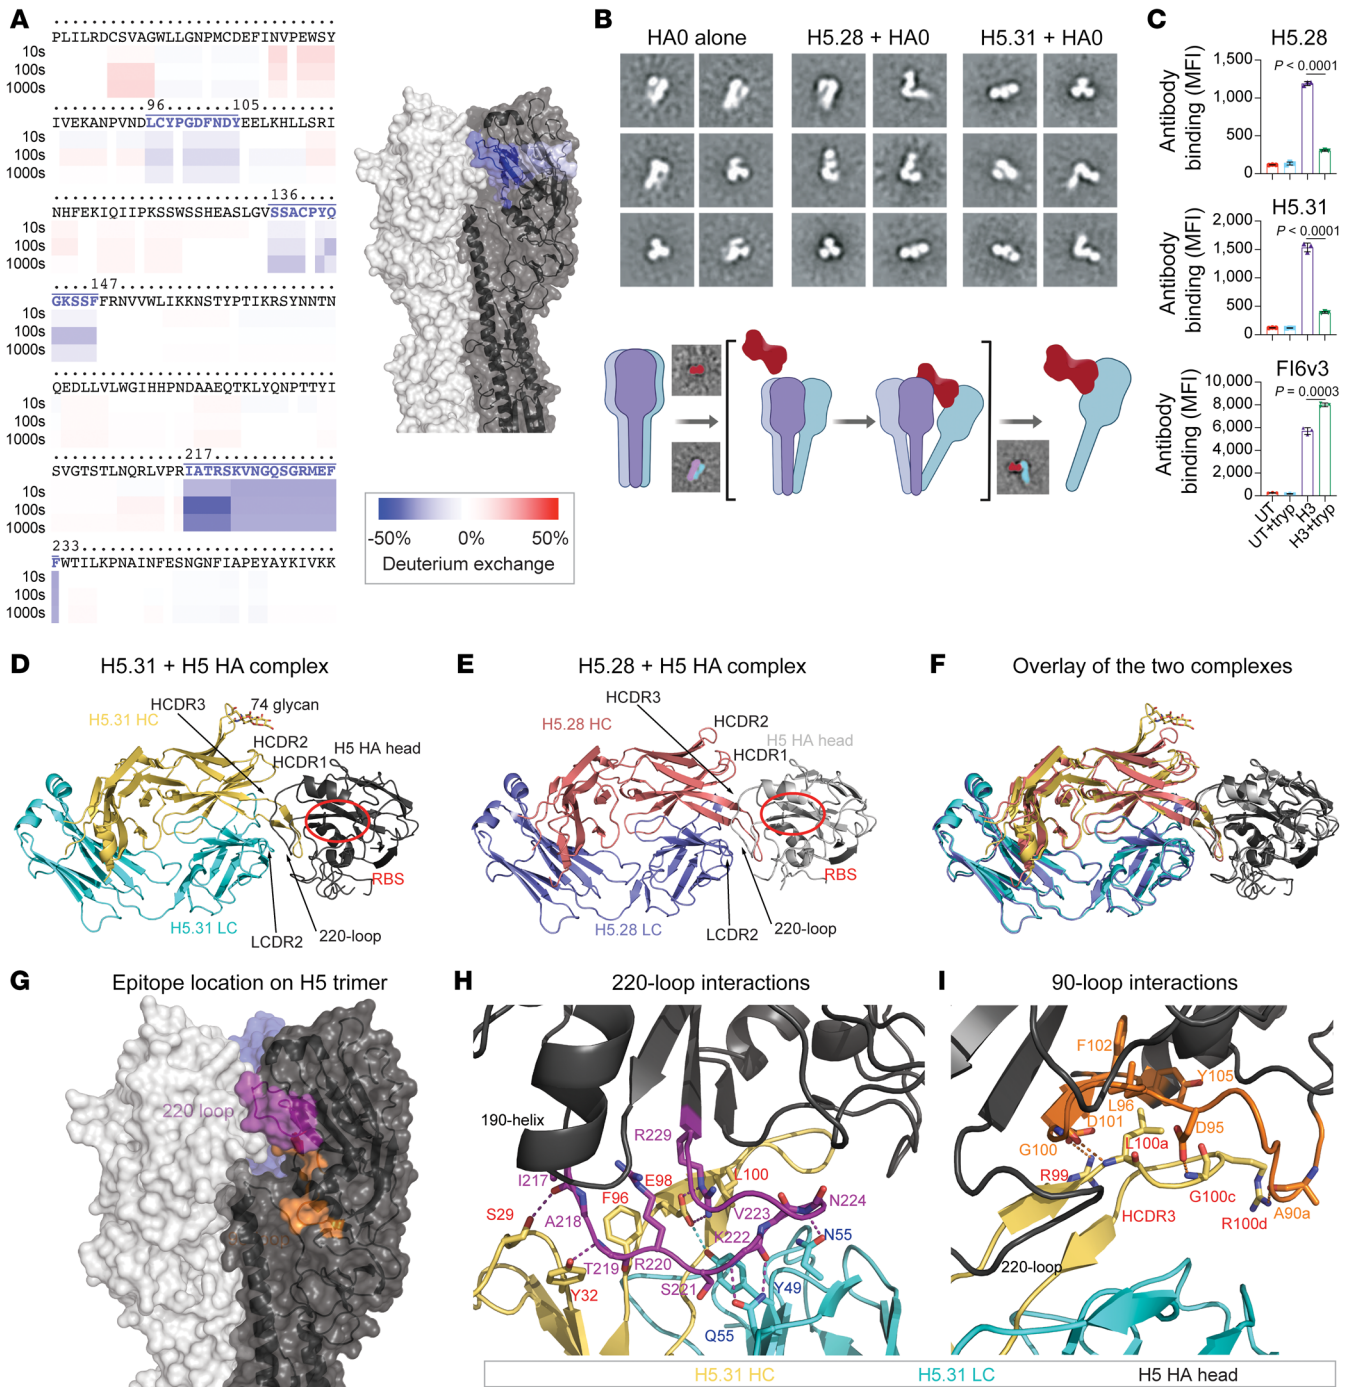 A
PLILRDCSVAGWLLGNPMCDEFINVPEWSY
10s
100s
1000s
96 105
IVEKANPVNDLCYPGDFNDYEELKHLLSRI
10s
100s
1000s
136
NHFEKIQIIPKSSWSSHEASLGVSSACPYQ
10s
100s
1000s
147
GKSSFFRNVVWLIKKNSTYPTIKRSYNNTN
10s
100s
1000s
QEDLLVLWGIHHPNDAAEQTKLYQNPTTYI
10s
100s
1000s
217
SVGTSTLNQRLVPRIATRSKVNGQSGRMEF
10s
100s
1000s
233
FWTILKPNAINFESNGNFIAPEYAYKIVKK
10s
100s
1000s
-50% 0% 50%
Deuterium exchange
B
HA0 alone H5.28 + HA0 H5.31 + HA0
C
H5.28
Antibody binding (MFI)
P < 0.0001
1,500
1,000
500
0
H5.31
Antibody binding (MFI)
P < 0.0001
2,000
1,500
1,000
500
0
FI6v3
Antibody binding (MFI)
P = 0.0003
10,000
8,000
6,000
4,000
2,000
0
UT
UT+tryp
H3
H3+tryp
D
H5.31 + H5 HA complex
HCDR3
74 glycan
H5.31 HC
HCDR2
H5 HA head
HCDR1
RBS
H5.31 LC
220-loop
LCDR2
E
H5.28 + H5 HA complex
HCDR3
H5.28 HC
HCDR2
H5 HA head
HCDR1
RBS
H5.28 LC
220-loop
LCDR2
F
Overlay of the two complexes
G
Epitope location on H5 trimer
220 loop
H
220-loop interactions
190-helix
R229
I217
E98
L100
F96
S29
A218
V223
N224
K222
N55
T219
R220
S221
Y32
Y49
Q55
I
90-loop interactions
F102
Y105
L96
D101
D95
G100
L100a
R99
G100c
HCDR3
R100d
A90a
220-loop
H5.31 HC H5.31 LC H5 HA head